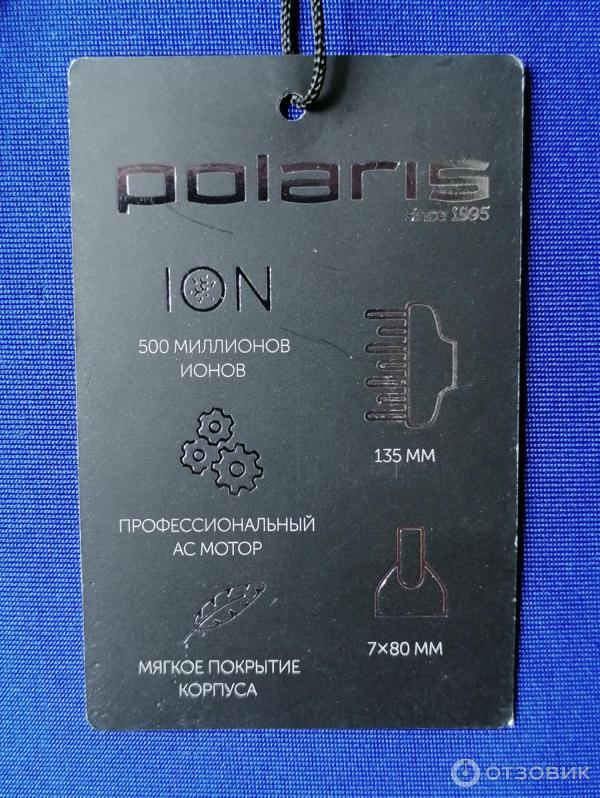 polaris
since 1995
ION
500 МИЛЛИОНОВ
ИОНОВ
ПРОФЕССИОНАЛЬНЫЙ
АС МОТОР
МЯГКОЕ ПОКРЫТИЕ
КОРПУСА
135 ММ
7×80 ММ
ОТЗОВИК